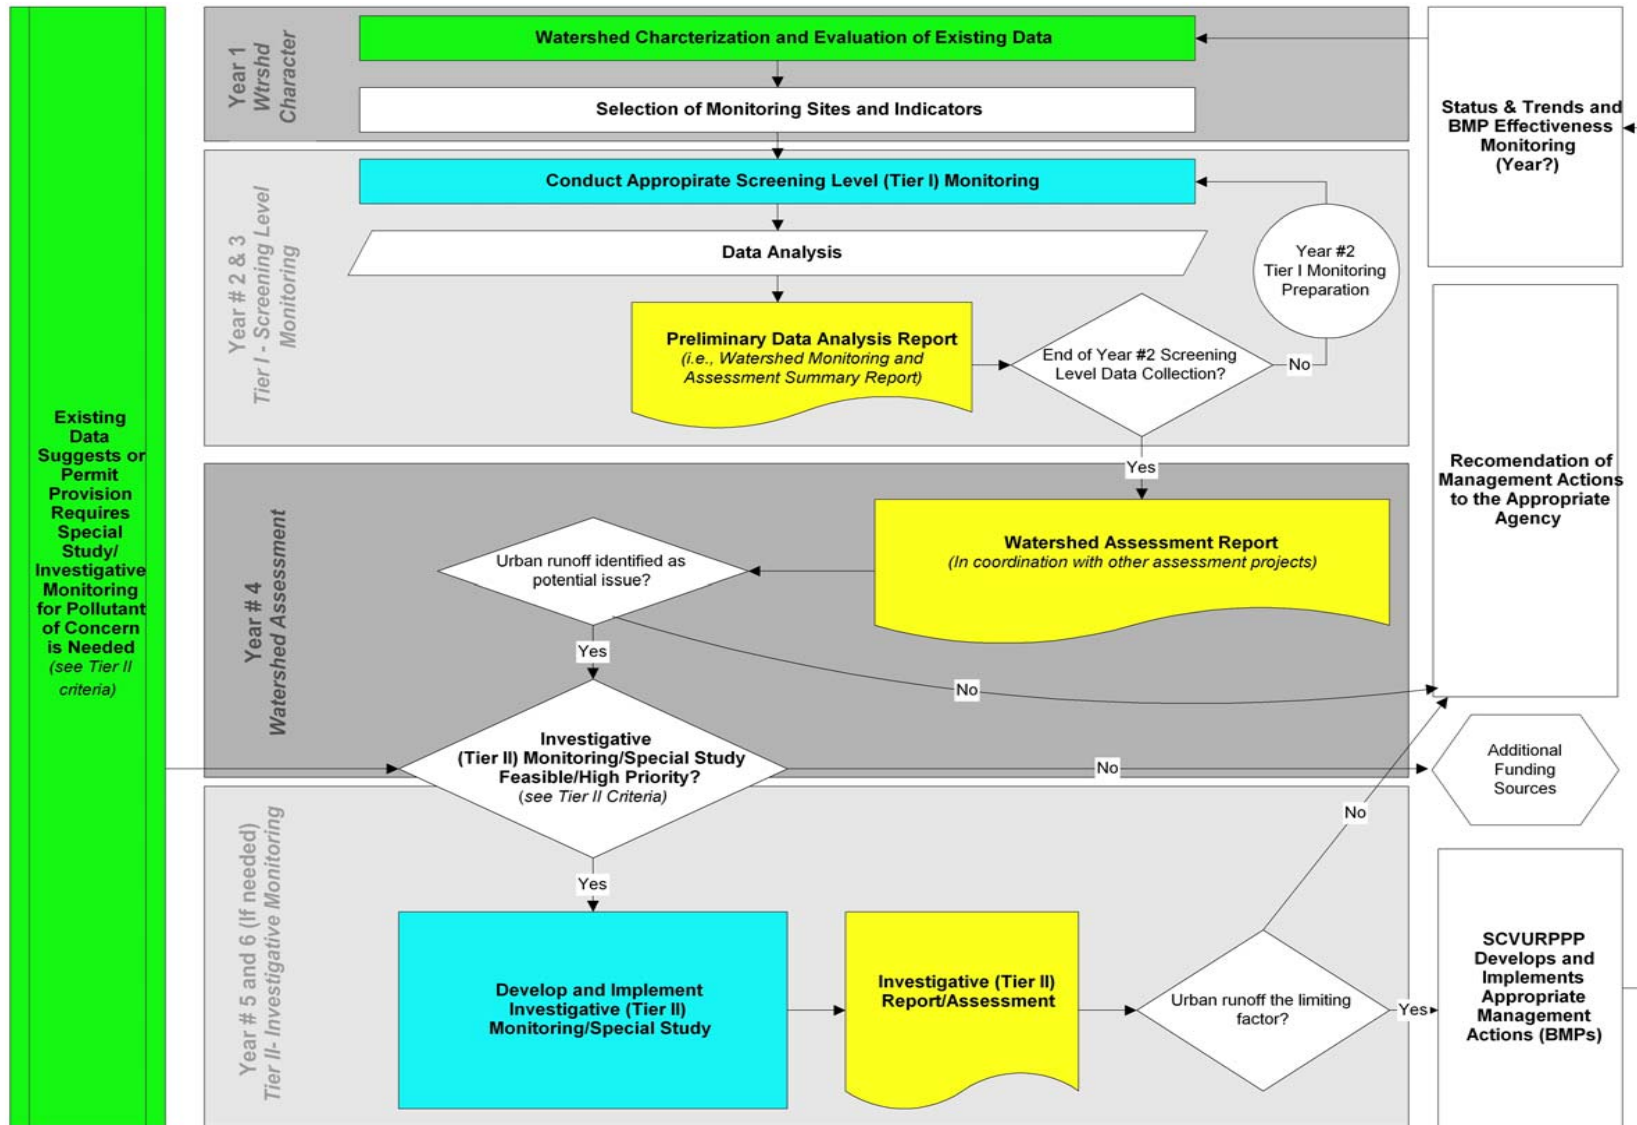 Existing
Data
Suggests or
Permit
Provision
Requires
Special
Study/
Investigative
Monitoring
for Pollutant
of Concern
is Needed
(see Tier II
criteria)
Year 1
Wtrshd
Character
Watershed Charcterization and Evaluation of Existing Data
Selection of Monitoring Sites and Indicators
Status & Trends and
BMP Effectiveness
Monitoring
(Year?)
Year # 2 & 3
Tier I - Screening Level
Monitoring
Conduct Appropirate Screening Level (Tier I) Monitoring
Data Analysis
Year #2
Tier I Monitoring
Preparation
Preliminary Data Analysis Report
(i.e., Watershed Monitoring and
Assessment Summary Report)
End of Year #2 Screening
Level Data Collection?
No
Yes
Recomendation of
Management Actions
to the Appropriate
Agency
Year # 4
Watershed Assessment
Watershed Assessment Report
(In coordination with other assessment projects)
Urban runoff identified as
potential issue?
Yes
No
Investigative
(Tier II) Monitoring/Special Study
Feasible/High Priority?
(see Tier II Criteria)
No
Additional
Funding
Sources
Yes
Year # 5 and 6 (If needed)
Tier II- Investigative Monitoring
Develop and Implement
Investigative (Tier II)
Monitoring/Special Study
Investigative (Tier II)
Report/Assessment
Urban runoff the limiting
factor?
No
Yes
SCVURPPP
Develops and
Implements
Appropriate
Management
Actions (BMPs)